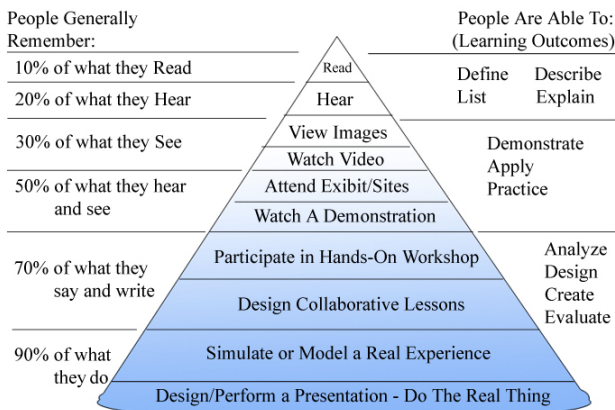 People Generally
Remember:
10% of what they Read
20% of what they Hear
30% of what they See
50% of what they hear
and see
70% of what they
say and write
90% of what
they do
Read
Hear
View Images
Watch Video
Attend Exibit/Sites
Watch A Demonstration
Participate in Hands-On Workshop
Design Collaborative Lessons
Simulate or Model a Real Experience
Design/Perform a Presentation - Do The Real Thing
People Are Able To:
(Learning Outcomes)
Define Describe
List Explain
Demonstrate
Apply
Practice
Analyze
Design
Create
Evaluate